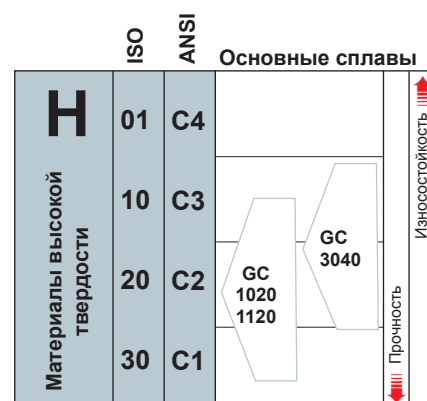 ISO
ANSI
Основные сплавы
H
Материалы высокой
твердости
01
C4
10
C3
20
C2
30
C1
GC
1020
1120
GC
3040
Износостойкость
Прочность